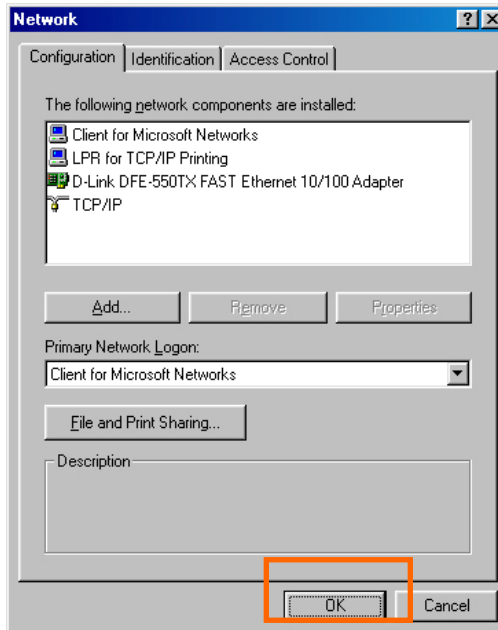 Network
Configuration Identification Access Control
The following network components are installed:
Client for Microsoft Networks
LPR for TCP/IP Printing
D-Link DFE-550TX FAST Ethernet 10/100 Adapter
TCP/IP
Add... Remove Properties
Primary Network Logon:
Client for Microsoft Networks
File and Print Sharing...
Description
OK Cancel